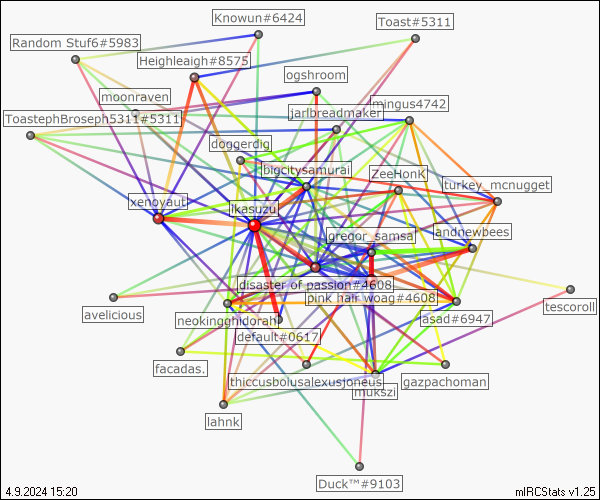 Knowun#6424
Toast#5311
Random Stuf6#5983
Heighleaigh#8575
ogshroom
moonraven
jarlbreadmaker
mingus4742
ToastephBroseph5311#5311
doggerdig
bigcitysamurai
ZeeHonK
turkey_mcnugget
xenoyaut
ikasuzu
gregor_samsa
andnewbees
disaster of passion#4608
pink hair woag#4608
tescoroll
avelicious
neokingghidorah
default#0617
asad#6947
facadas.
thiccusbolusalexusjoneus
gazpachoman
mukszi
lahnk
Duck™#9103
4.9.2024 15:20
mIRCStats v1.25